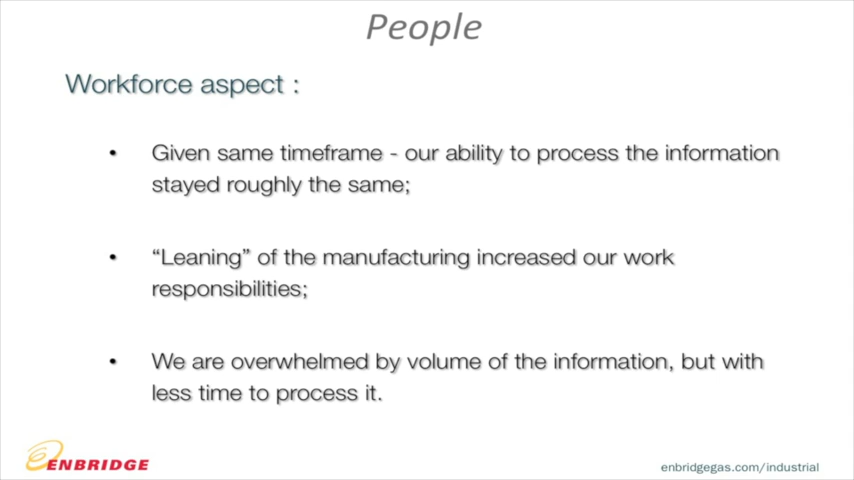 People
Workforce aspect :
• Given same timeframe - our ability to process the information
stayed roughly the same;
• “Leaning” of the manufacturing increased our work
responsibilities;
• We are overwhelmed by volume of the information, but with
less time to process it.
ENBRIDGE
enbridgegas.com/industrial